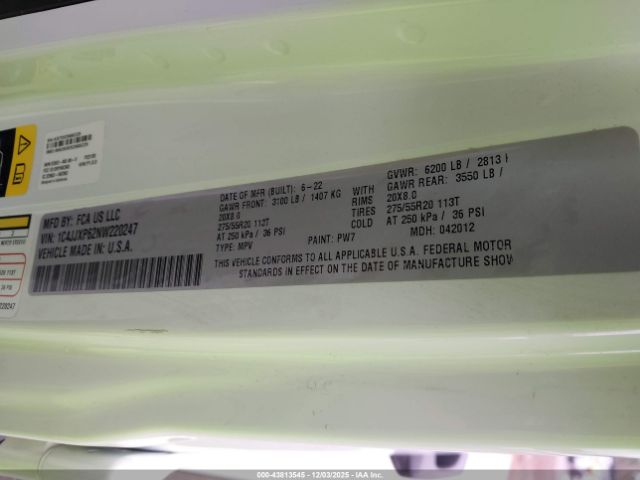 MFD BY: FCA US LLC
VIN: 1C4JJXP62NW220247
VEHICLE MADE IN U.S.A.
DATE OF MFR (BUILT): 6-22
GAWR FRONT: 3100 LB / 1407 KG
20X8.0
275/55R20 113T
AT 250 kPa / 36 PSI
TYPE: MPV
PAINT: PW7
WITH
RIMS
TIRES
COLD
GVWR: 6200 LB / 2813
GAWR REAR: 3550 LB /
20X8.0
275/55R20 113T
AT 250 kPa / 36 PSI
MDH: 042012
THIS VEHICLE CONFORMS TO ALL APPLICABLE U.S.A. FEDERAL MOTOR
STANDARDS IN EFFECT ON THE DATE OF MANUFACTURE SHOW
113T
36 PSI
220247
000-43813545 - 12/03/2025 - IAA Inc.